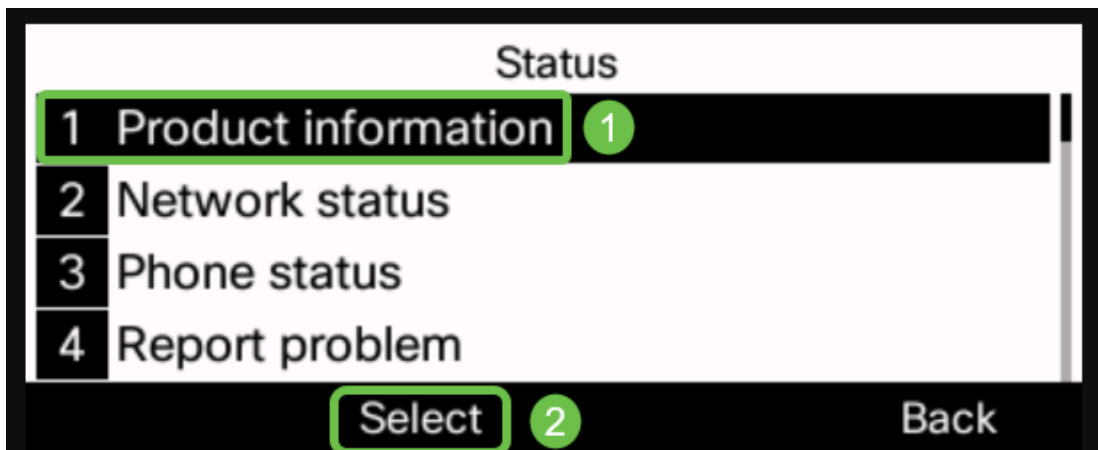 Status
1 Product information 1
2 Network status
3 Phone status
4 Report problem
Select 2 Back